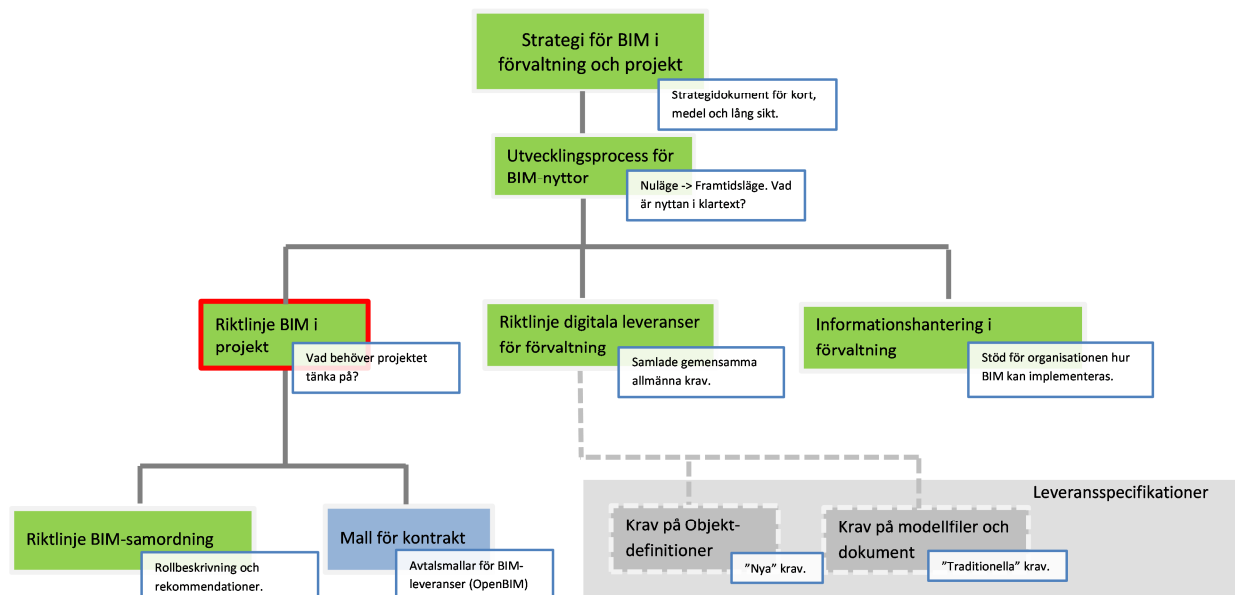 Strategi för BIM i
förvaltning och projekt
Strategidokument för kort,
medel och lång sikt.
Utvecklingsprocess för
BIM-nyttor
Nuläge -> Framtidsläge. Vad
är nyttan i klartext?
Riktlinje BIM i
projekt
Vad behöver projektet
tänka på?
Riktlinje digitala leveranser
för förvaltning
Samlade gemensamma
allmänna krav.
Informationshantering i
förvaltning
Stöd för organisationen hur
BIM kan implementeras.
Riktlinje BIM-samordning
Rollbeskrivning och
rekommendationer.
Mall för kontrakt
Avtalsmallar för BIM-
leveranser (OpenBIM)
Leveransspecifikationer
Krav på Objekt-
definitioner
”Nya” krav.
Krav på modellfiler och
dokument
”Traditionella” krav.